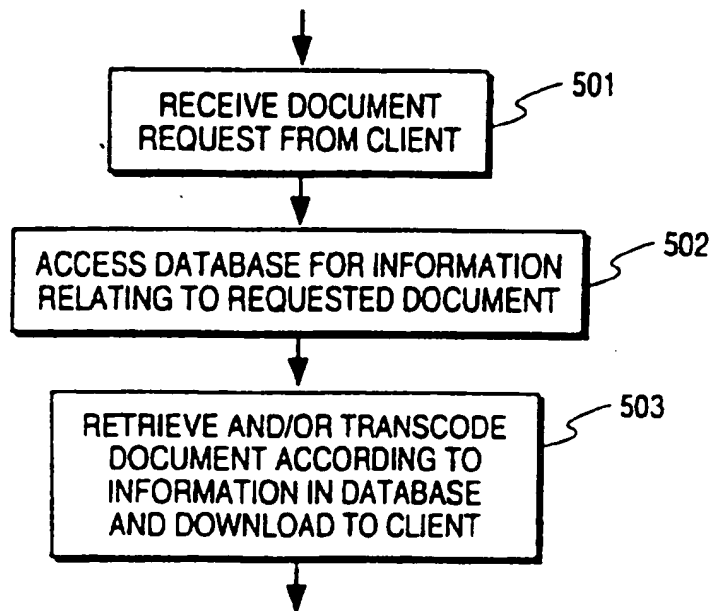 RECEIVE DOCUMENT
REQUEST FROM CLIENT
501
ACCESS DATABASE FOR INFORMATION
RELATING TO REQUESTED DOCUMENT
502
RETRIEVE AND/OR TRANSCODE
DOCUMENT ACCORDING TO
INFORMATION IN DATABASE
AND DOWNLOAD TO CLIENT
503